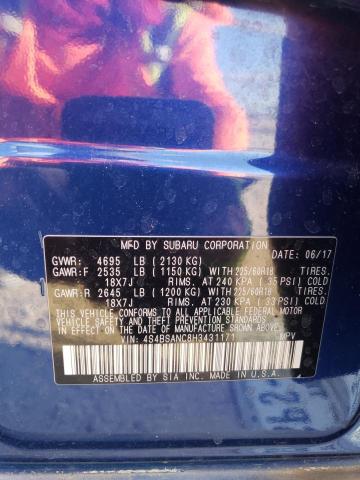 MFD BY SUBARU CORPORATION DATE: 06/17
GVWR: 4695 LB (2130 KG)
GAWR:F 2535 LB (1150 KG) WITH 225/60R18 TIRES.
18X7J RIMS. AT 240 KPA ( 35 PSI) COLD
GAWR:R 2645 LB (1200 KG) WITH 225/60R18 TIRES.
18X7J RIMS. AT 230 KPA ( 33 PSI) COLD
THIS VEHICLE CONFORMS TO ALL APPLICABLE FEDERAL MOTOR
VEHICLE SAFETY AND BUMPER AND THEFT
PREVENTION STANDARDS IN EFFECT ON THE DATE OF MANUFACTURE
SHOWN ABOVE.
VIN: 4S4BSANC8H3431171 MPV
ASSEMBLED BY SIA MADE IN U.S.A.